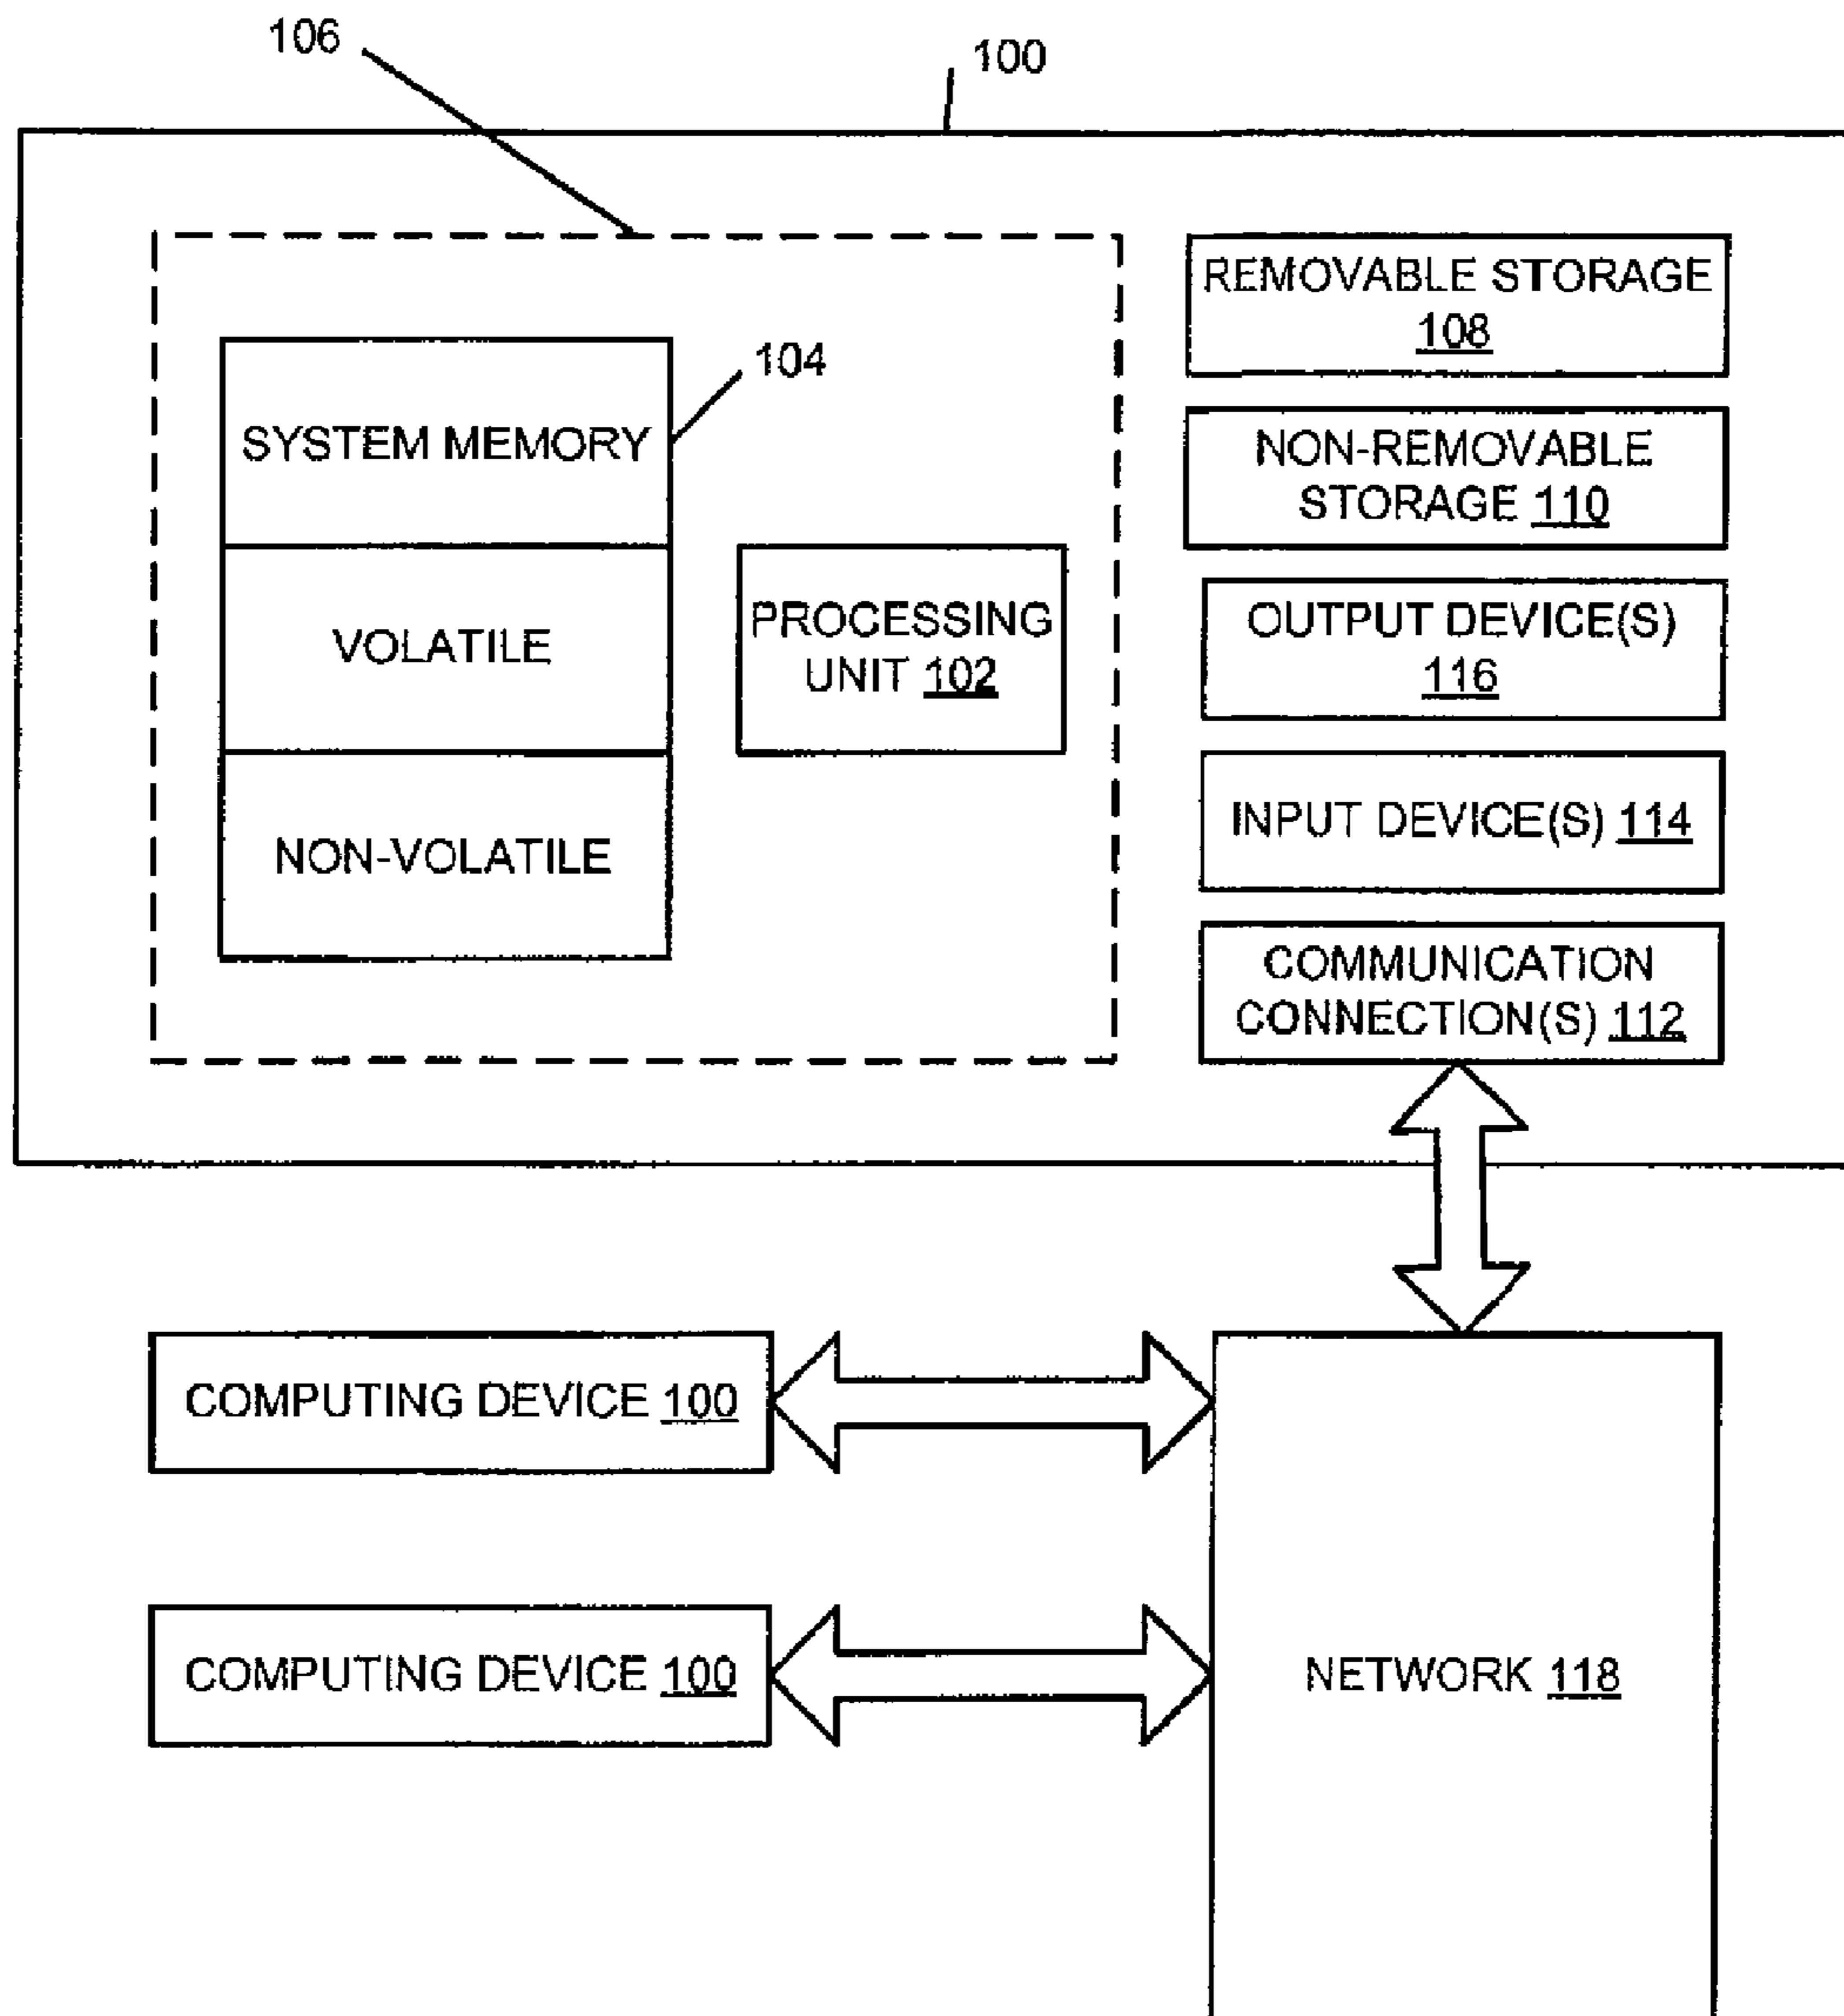 106
100
REMOVABLE STORAGE
108
104
SYSTEM MEMORY
NON-REMOVABLE
STORAGE 110
VOLATILE
PROCESSING
UNIT 102
OUTPUT DEVICE(S)
116
NON-VOLATILE
INPUT DEVICE(S) 114
COMMUNICATION
CONNECTION(S) 112
COMPUTING DEVICE 100
COMPUTING DEVICE 100
NETWORK 118